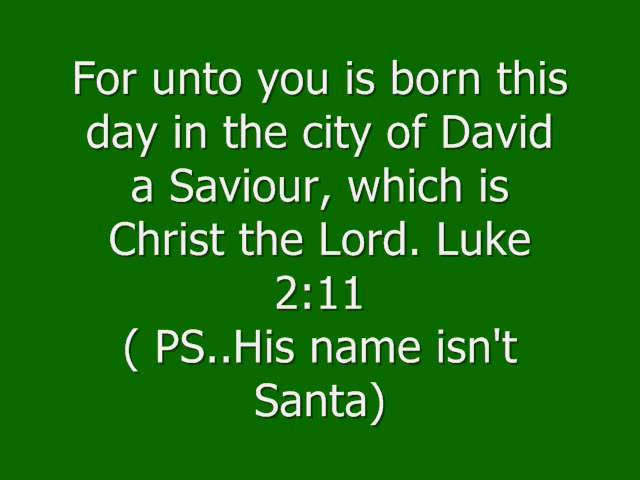 For unto you is born this
day in the city of David
a Saviour, which is
Christ the Lord. Luke
2:11
( PS..His name isn't
Santa)